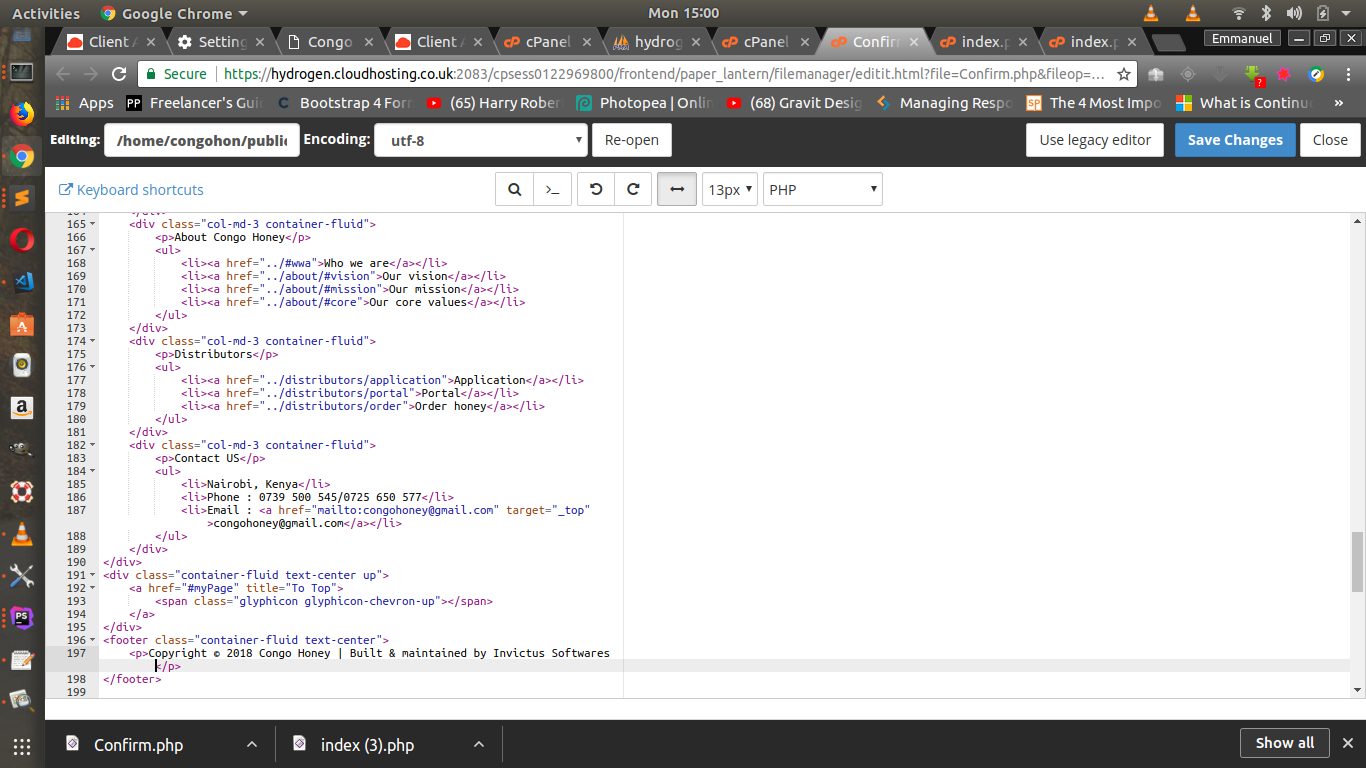 Activities Google Chrome Mon 15:00
Client A Setting Congo Client A cPanel hydrog cPanel Confirm index.p index.p Emmanuel
Secure https://hydrogen.cloudhosting.co.uk:2083/cpsess0122969800/frontend/paper_lantern/filemanager/editit.html?file=Confirm.php&fileop=...
Apps Freelancer's Gui Bootstrap 4 Forr (65) Harry Rober Photopea | Onli (68) Gravit Desig Managing Respo The 4 Most Impo What is Continu »
Editing: /home/congohon/public Encoding: utf-8 Re-open Use legacy editor Save Changes Close
Keyboard shortcuts 13px PHP
164 </div>
165 <div class="col-md-3 container-fluid">
166 <p>About Congo Honey</p>
167 <ul>
168 <li><a href="../#wwa">Who we are</a></li>
169 <li><a href="../about/#vision">Our vision</a></li>
170 <li><a href="../about/#mission">Our mission</a></li>
171 <li><a href="../about/#core">Our core values</a></li>
172 </ul>
173 </div>
174 <div class="col-md-3 container-fluid">
175 <p>Distributors</p>
176 <ul>
177 <li><a href="../distributors/application">Application</a></li>
178 <li><a href="../distributors/portal">Portal</a></li>
179 <li><a href="../distributors/order">Order honey</a></li>
180 </ul>
181 </div>
182 <div class="col-md-3 container-fluid">
183 <p>Contact US</p>
184 <ul>
185 <li>Nairobi, Kenya</li>
186 <li>Phone : 0739 500 545/0725 650 577</li>
187 <li>Email : <a href="mailto:congohoney@gmail.com" target="_top"
>congohoney@gmail.com</a></li>
188 </ul>
189 </div>
190 </div>
191 <div class="container-fluid text-center up">
192 <a href="#myPage" title="To Top">
193 <span class="glyphicon glyphicon-chevron-up"></span>
194 </a>
195 </div>
196 <footer class="container-fluid text-center">
197 <p>Copyright © 2018 Congo Honey | Built & maintained by Invictus Softwares
</p>
198 </footer>
199
Confirm.php index (3).php Show all